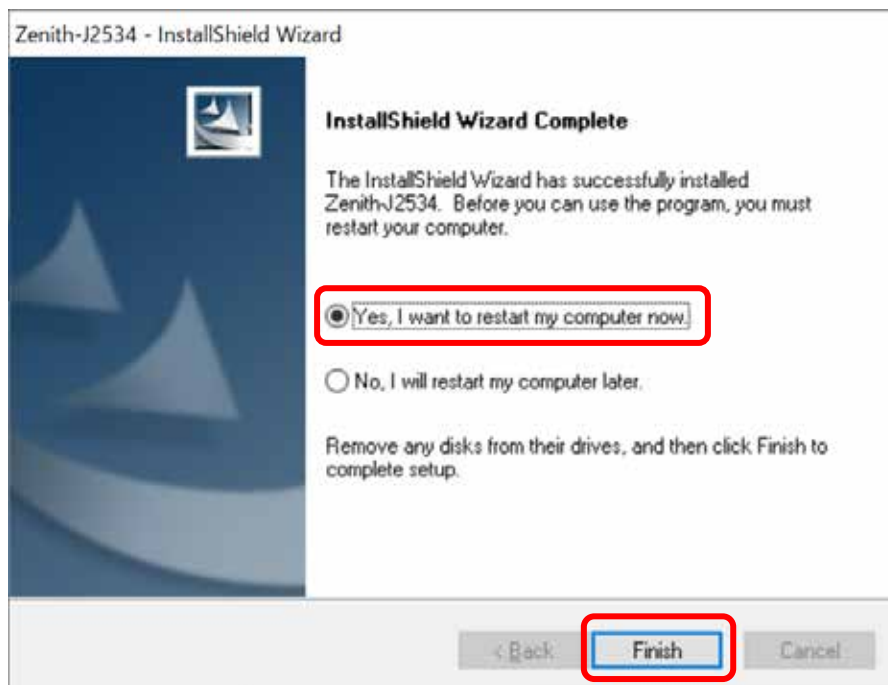 Zenith-J2534 - InstallShield Wizard
InstallShield Wizard Complete
The InstallShield Wizard has successfully installed
Zenith-J2534. Before you can use the program, you must
restart your computer.
Yes, I want to restart my computer now.
No, I will restart my computer later.
Remove any disks from their drives, and then click Finish to
complete setup.
< Back Finish Cancel